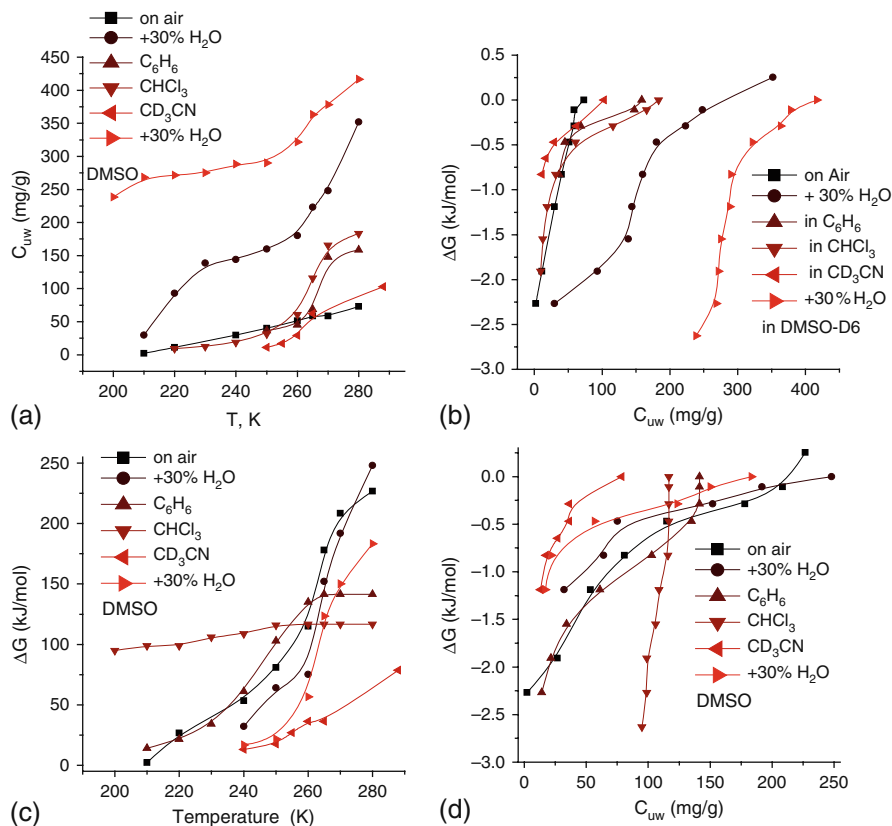 on air
+30% H₂O
C₆H₆
CHCl₃
CD₃CN
+30% H₂O
DMSO
450
400
350
300
250
200
150
100
50
0
C_uw (mg/g)
200 220 240 260 280
T, K
(a)
0.5
0.0
−0.5
−1.0
−1.5
−2.0
−2.5
−3.0
ΔG (kJ/mol)
on Air
+ 30% H₂O
in C₆H₆
in CHCl₃
in CD₃CN
+30%H₂O
in DMSO-D6
0 100 200 300 400
C_uw (mg/g)
(b)
on air
+30% H₂O
C₆H₆
CHCl₃
CD₃CN
+30% H₂O
DMSO
250
200
150
100
50
0
ΔG (kJ/mol)
200 220 240 260 280
Temperature (K)
(c)
0.0
−0.5
−1.0
−1.5
−2.0
−2.5
−3.0
ΔG (kJ/mol)
on air
+30% H₂O
C₆H₆
CHCl₃
CD₃CN
+30% H₂O
DMSO
0 50 100 150 200 250
C_uw (mg/g)
(d)